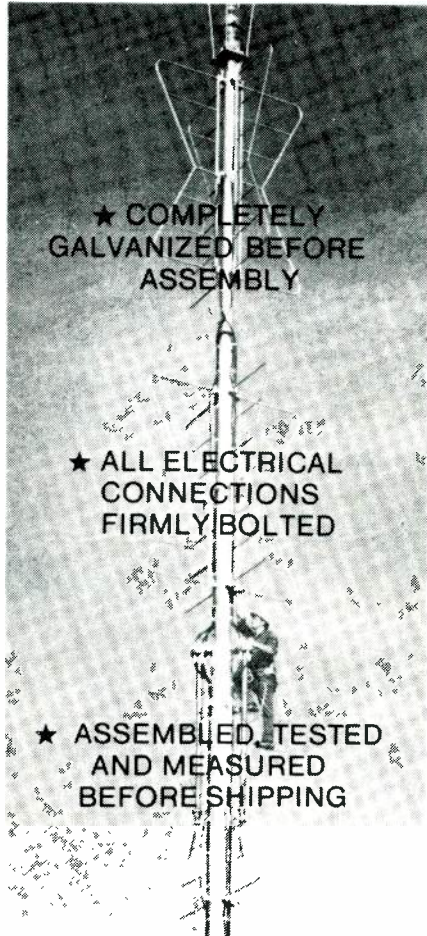 ★ COMPLETELY
GALVANIZED BEFORE
ASSEMBLY
★ ALL ELECTRICAL
CONNECTIONS
FIRMLY BOLTED
★ ASSEMBLED, TESTED
AND MEASURED
BEFORE SHIPPING